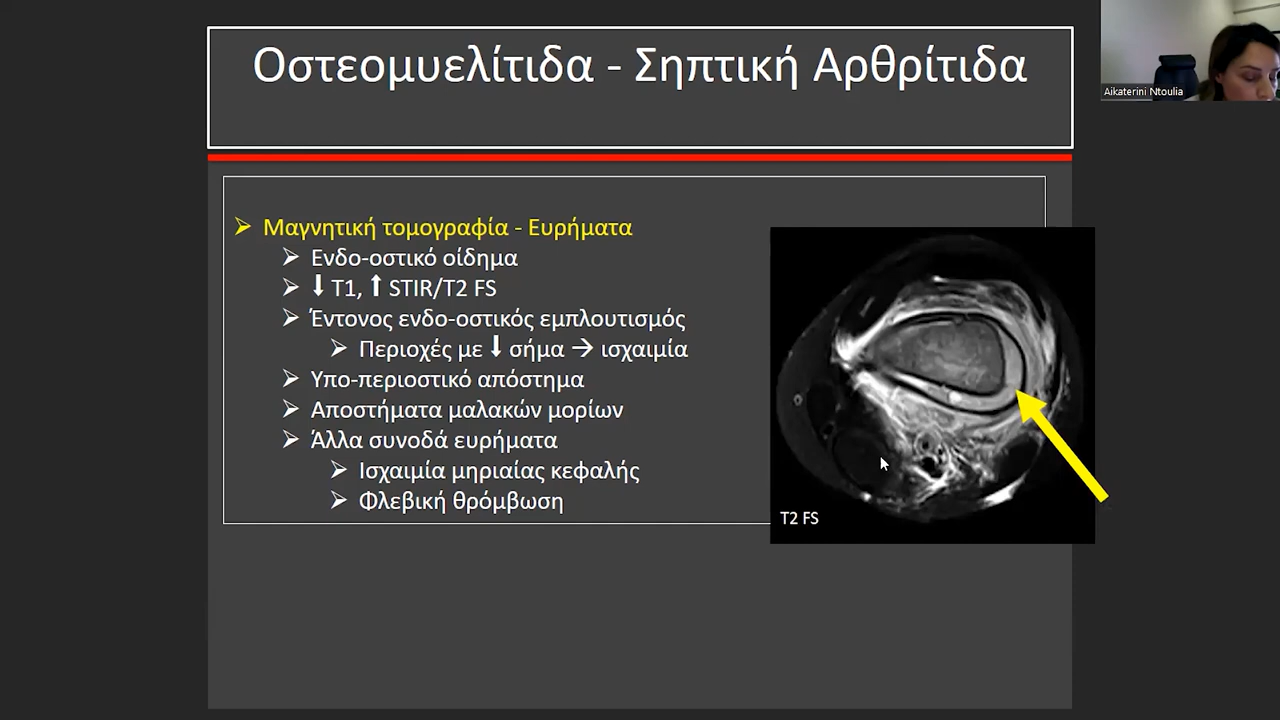 Οστεομυελίτιδα - Σηπτική Αρθρίτιδα
Aikaterini Ntoulia
➢ Μαγνητική τομογραφία - Ευρήματα
➢ Ενδο-οστικό οίδημα
➢ ⬇ T1, ⬆ STIR/T2 FS
➢ Έντονος ενδο-οστικός εμπλουτισμός
➢ Περιοχές με ⬇ σήμα → ισχαιμία
➢ Υπο-περιοστικό απόστημα
➢ Αποστήματα μαλακών μορίων
➢ Άλλα συνοδά ευρήματα
➢ Ισχαιμία μηριαίας κεφαλής
➢ Φλεβική θρόμβωση
T2 FS